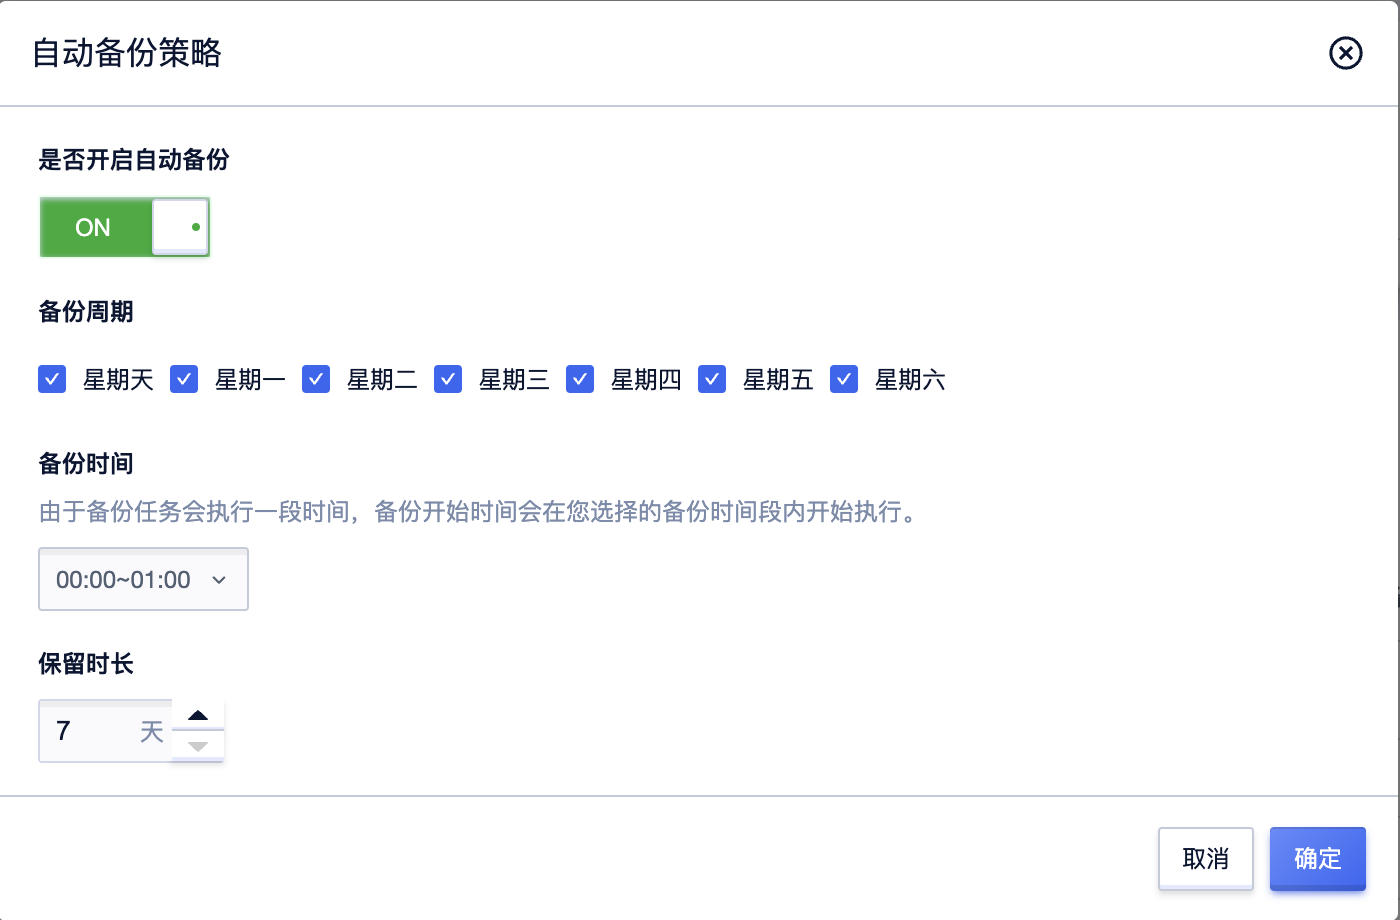 自动备份策略
是否开启自动备份
ON
备份周期
星期天 星期一 星期二 星期三 星期四 星期五 星期六
备份时间
由于备份任务会执行一段时间，备份开始时间会在您选择的备份时间段内开始执行。
00:00~01:00
保留时长
7 天
取消 确定